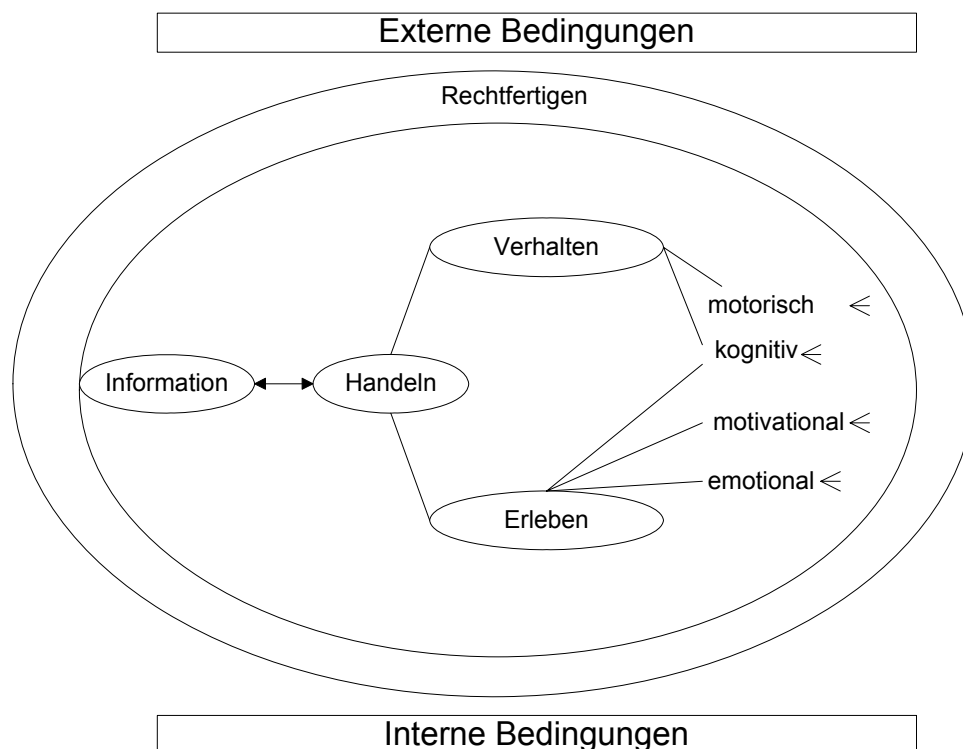 Externe Bedingungen
Rechtfertigen
Verhalten
motorisch
kognitiv
Information
Handeln
motivational
emotional
Erleben
Interne Bedingungen